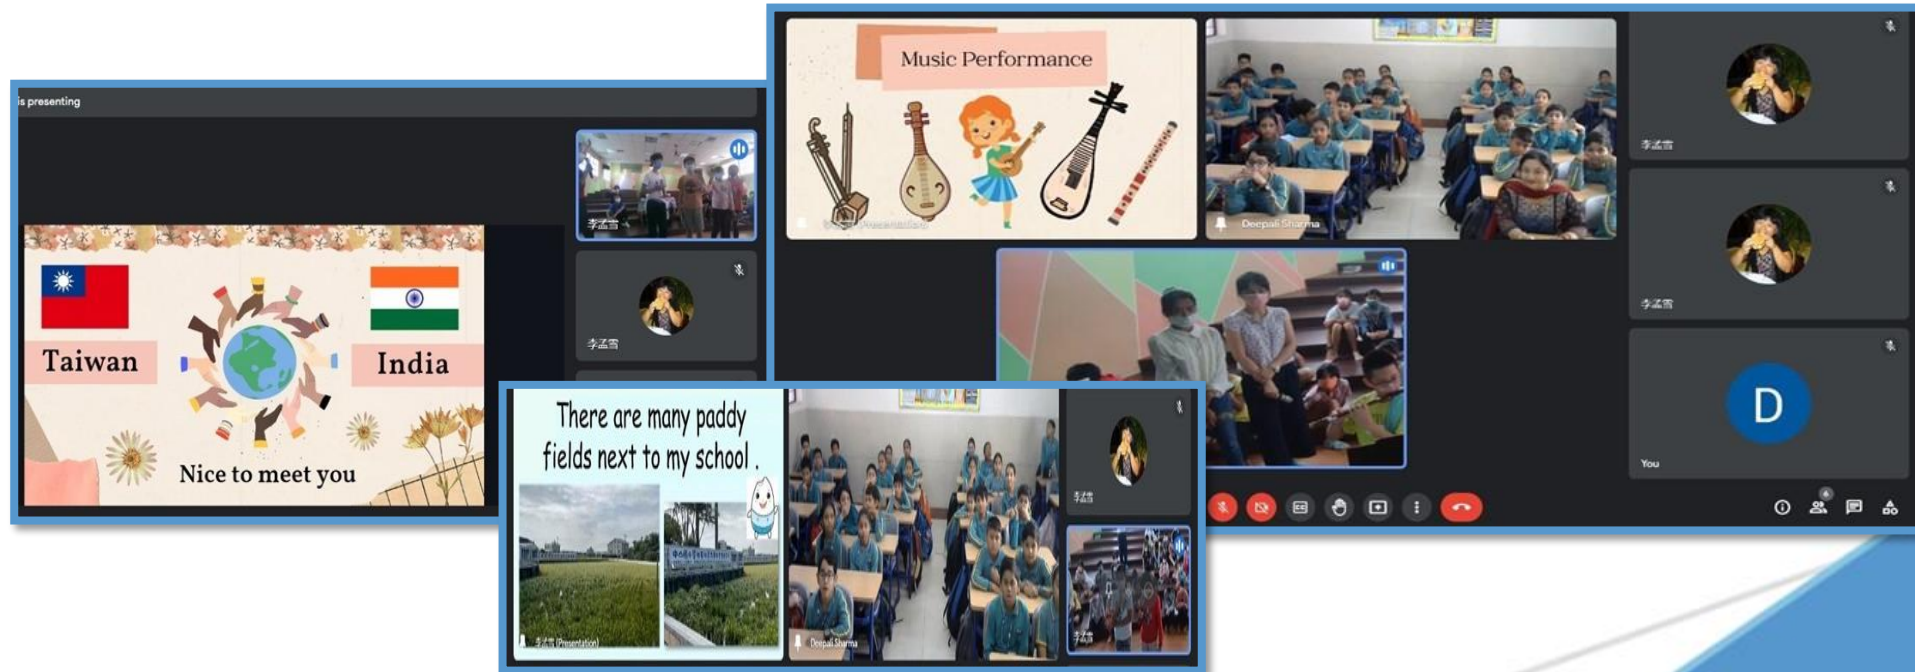 is presenting
李孟雪
李孟雪
Taiwan
India
Nice to meet you
Music Performance
Deepali Sharma
李孟雪
李孟雪
D
You
6
There are many paddy
fields next to my school .
李孟雪 (Presentation)
Deepali Sharma
李孟雪
李孟雪